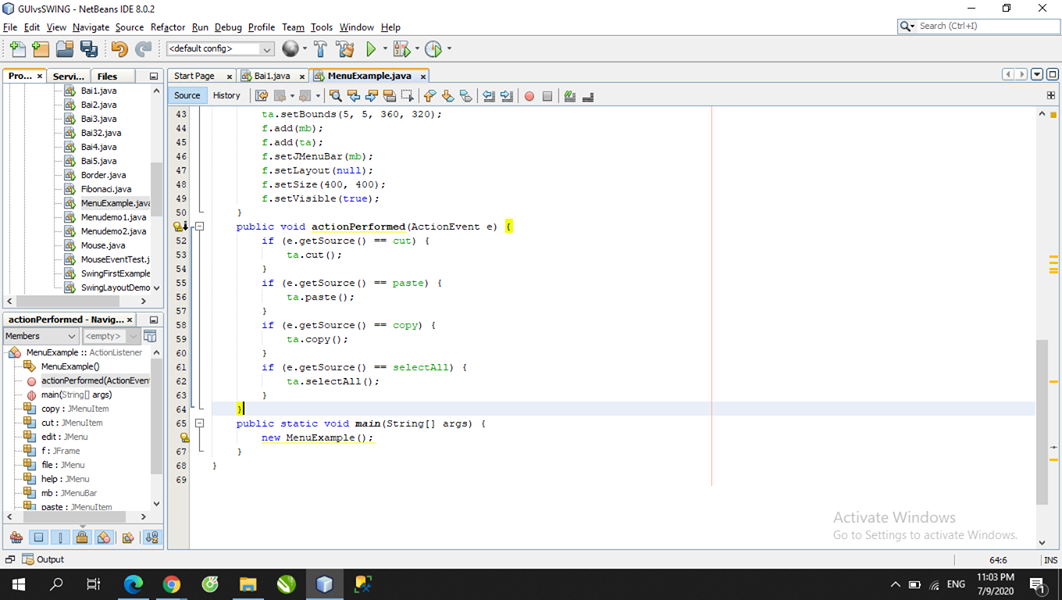 GUIvsSWING - NetBeans IDE 8.0.2
File Edit View Navigate Source Refactor Run Debug Profile Team Tools Window Help
Search (Ctrl+I)
<default config>
Pro... × Servi... Files
Start Page × Bai1.java × MenuExample.java ×
Source History
Bai1.java
Bai2.java
Bai3.java
Bai32.java
Bai4.java
Bai5.java
Border.java
Fibonaci.java
MenuExample.java
Menudemo1.java
Menudemo2.java
Mouse.java
MouseEventTest.j
SwingFirstExample
SwingLayoutDemo
actionPerformed - Navig... ×
Members <empty>
MenuExample :: ActionListener
MenuExample()
actionPerformed(ActionEvent
main(String[] args)
copy : JMenuItem
cut : JMenuItem
edit : JMenu
f : JFrame
file : JMenu
help : JMenu
mb : JMenuBar
paste : JMenuItem
43 ta.setBounds(5, 5, 360, 320);
44 f.add(mb);
45 f.add(ta);
46 f.setJMenuBar(mb);
47 f.setLayout(null);
48 f.setSize(400, 400);
49 f.setVisible(true);
50 }
public void actionPerformed(ActionEvent e) {
52 if (e.getSource() == cut) {
53 ta.cut();
54 }
55 if (e.getSource() == paste) {
56 ta.paste();
57 }
58 if (e.getSource() == copy) {
59 ta.copy();
60 }
61 if (e.getSource() == selectAll) {
62 ta.selectAll();
63 }
64 }
65 public static void main(String[] args) {
new MenuExample();
67 }
68 }
69
Activate Windows
Go to Settings to activate Windows.
Output
64:6 INS
ENG
11:03 PM
7/9/2020
1